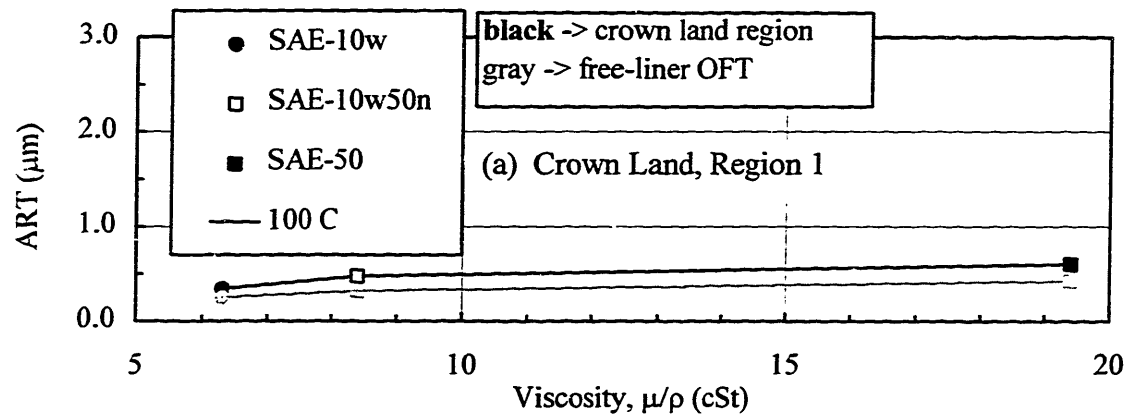 SAE-10w
SAE-10w50n
SAE-50
100 C
black -> crown land region
gray -> free-liner OFT
(a) Crown Land, Region 1
ART (μm)
3.0
2.0
1.0
0.0
5
10
15
20
Viscosity, μ/ρ (cSt)